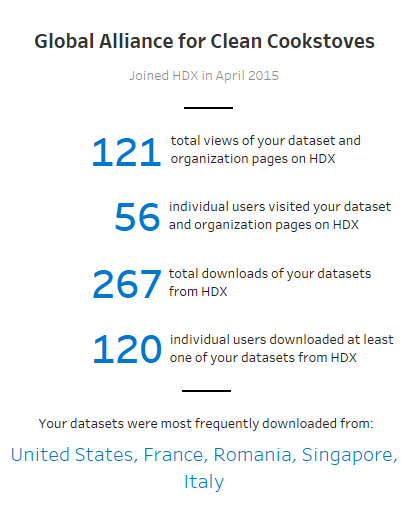 Global Alliance for Clean Cookstoves
Joined HDX in April 2015
121 total views of your dataset and
organization pages on HDX
56 individual users visited your dataset
and organization pages on HDX
267 total downloads of your datasets
from HDX
120 individual users downloaded at least
one of your datasets from HDX
Your datasets were most frequently downloaded from:
United States, France, Romania, Singapore,
Italy